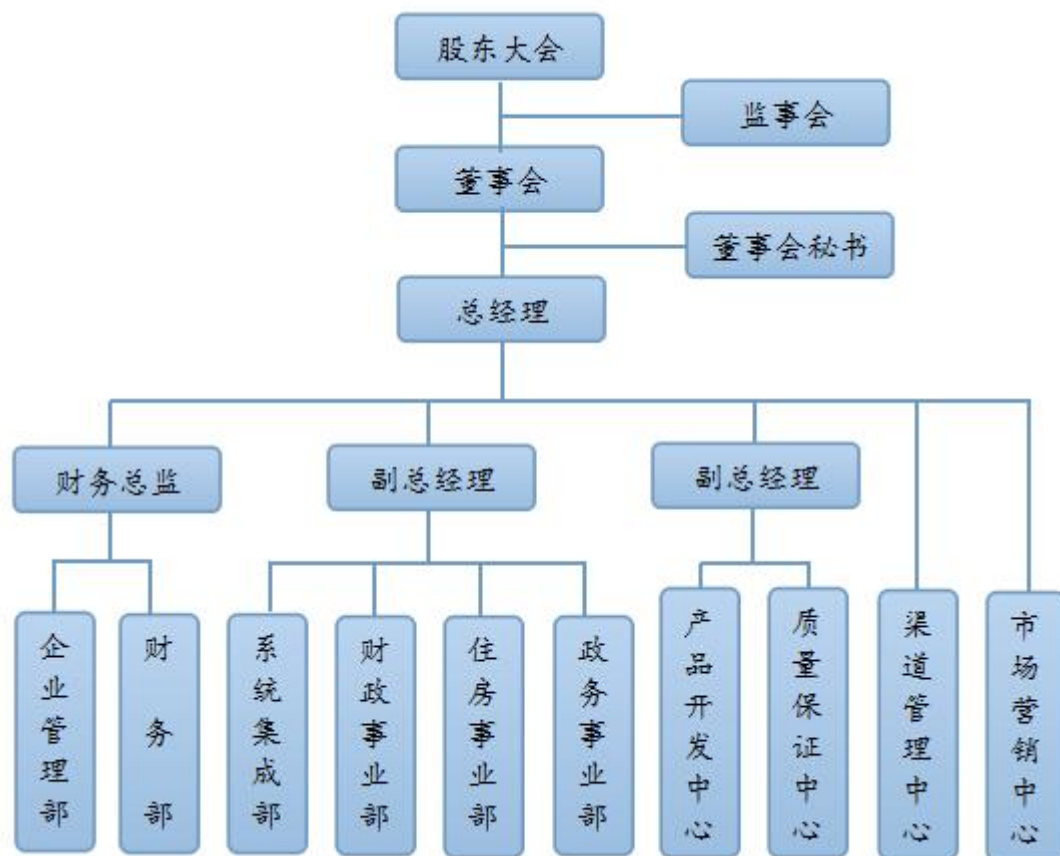 股东大会
监事会
董事会
董事会秘书
总经理
财务总监
副总经理
副总经理
企业管理部
财务部
系统集成部
财政事业部
住房事业部
政务事业部
产品开发中心
质量保证中心
渠道管理中心
市场营销中心